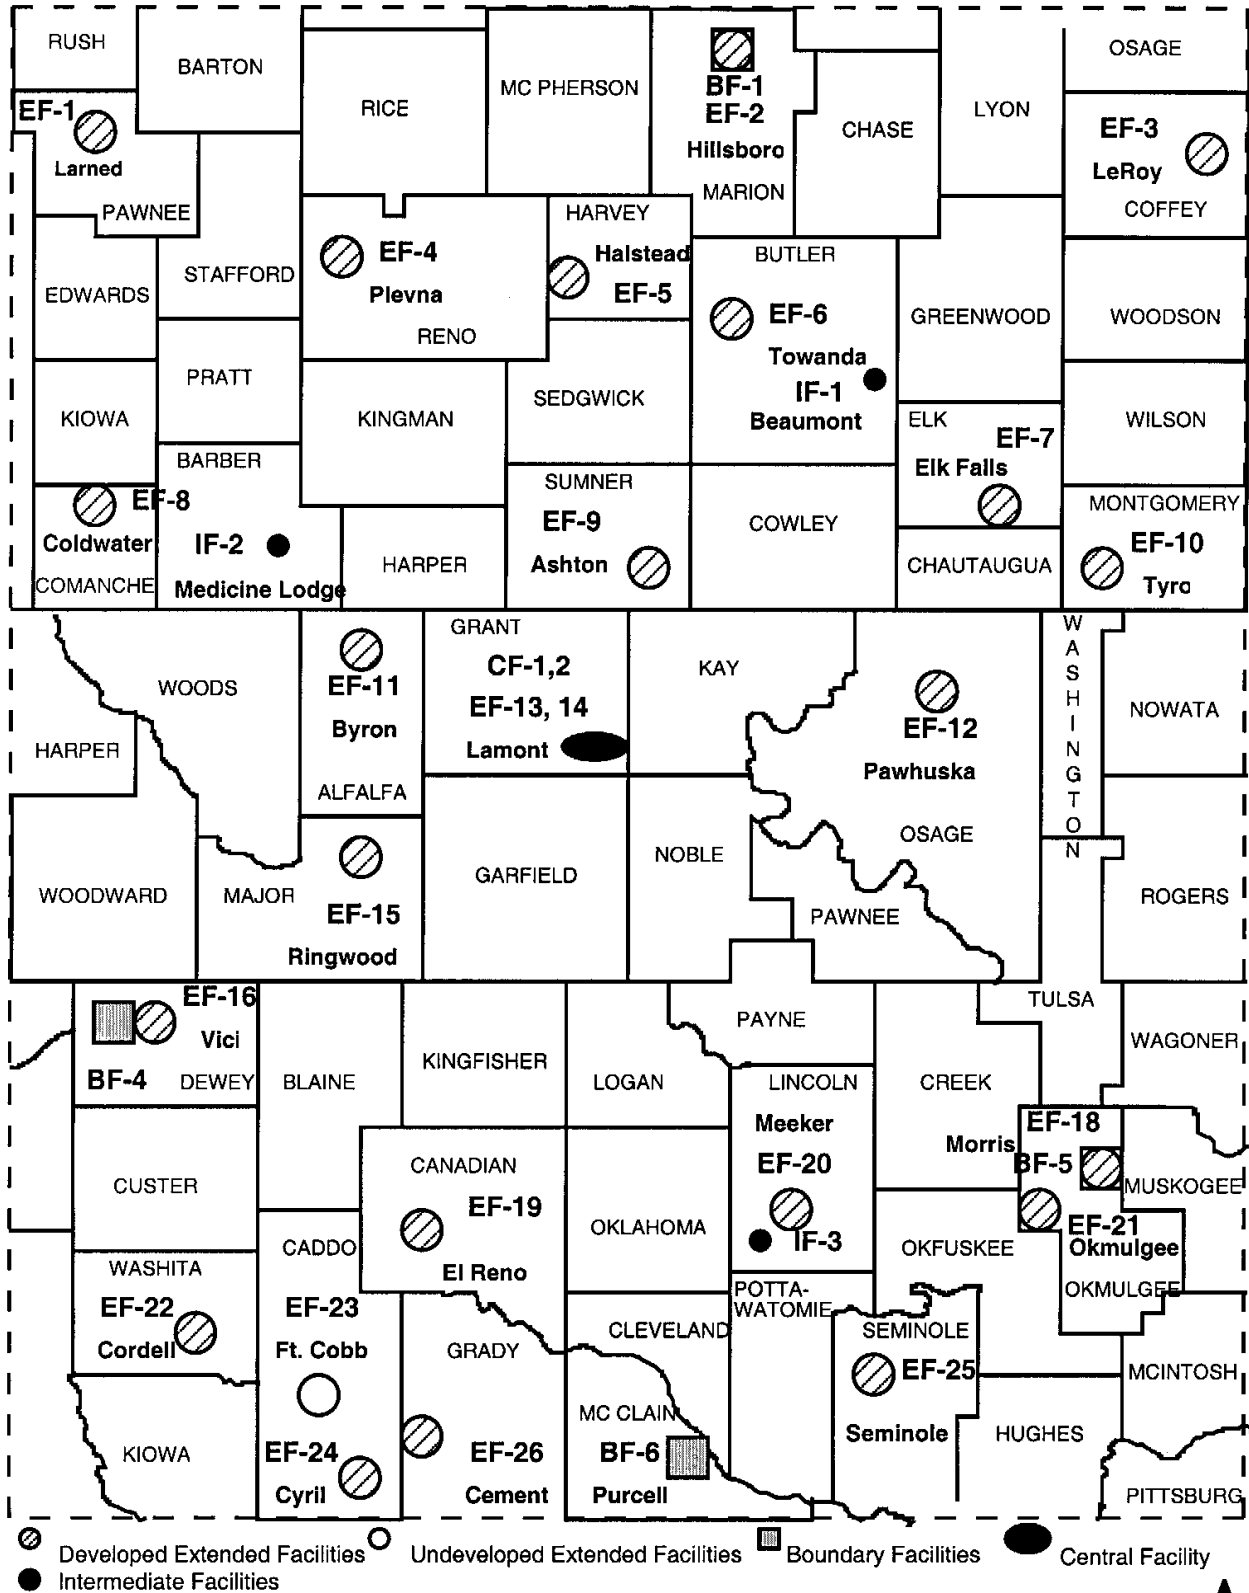 RUSH
BARTON
RICE
MC PHERSON
BF-1
EF-2
Hillsboro
MARION
CHASE
LYON
OSAGE
EF-1
Larned
PAWNEE
EF-3
LeRoy
COFFEY
EDWARDS
STAFFORD
EF-4
Plevna
RENO
HARVEY
Halstead
EF-5
BUTLER
EF-6
Towanda
IF-1
Beaumont
GREENWOOD
WOODSON
KIOWA
PRATT
KINGMAN
SEDGWICK
ELK
EF-7
Elk Falls
WILSON
BARBER
EF-8
Coldwater
COMANCHE
IF-2
Medicine Lodge
HARPER
SUMNER
EF-9
Ashton
COWLEY
CHAUTAUGUA
MONTGOMERY
EF-10
Tyro
WOODS
HARPER
EF-11
Byron
ALFALFA
GRANT
CF-1,2
EF-13, 14
Lamont
KAY
EF-12
Pawhuska
OSAGE
WASHINGTON
NOWATA
WOODWARD
MAJOR
EF-15
Ringwood
GARFIELD
NOBLE
PAWNEE
ROGERS
EF-16
Vici
BF-4
DEWEY
BLAINE
KINGFISHER
LOGAN
PAYNE
TULSA
WAGONER
LINCOLN
Meeker
EF-20
IF-3
CREEK
EF-18
Morris
BF-5
MUSKOGEE
EF-21
Okmulgee
OKMULGEE
CUSTER
CANADIAN
EF-19
El Reno
OKLAHOMA
OKFUSKEE
WASHITA
EF-22
Cordell
CADDO
EF-23
Ft. Cobb
GRADY
CLEVELAND
POTTA-
WATOMIE
SEMINOLE
EF-25
Seminole
MCINTOSH
KIOWA
EF-24
Cyril
EF-26
Cement
MC CLAIN
BF-6
Purcell
HUGHES
PITTSBURG
Developed Extended Facilities
Undeveloped Extended Facilities
Boundary Facilities
Central Facility
Intermediate Facilities